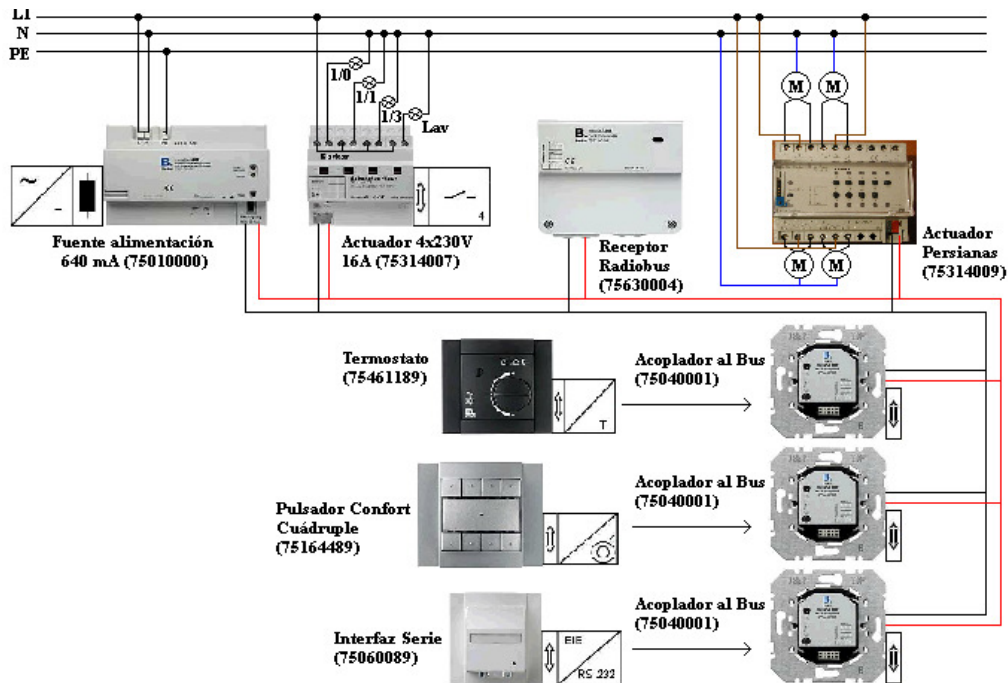 L1
N
PE
1/0
1/1
1/3
Lav
M
M
4
Fuente alimentación
640 mA (75010000)
Actuador 4x230V
16A (75314007)
Receptor
Radiobus
(75630004)
M
M
Actuador
Persianas
(75314009)
Termostato
(75461189)
T
Acoplador al Bus
(75040001)
Pulsador Confort
Cuádruple
(75164489)
Acoplador al Bus
(75040001)
Interfaz Serie
(75060089)
EIE
RS 232
Acoplador al Bus
(75040001)